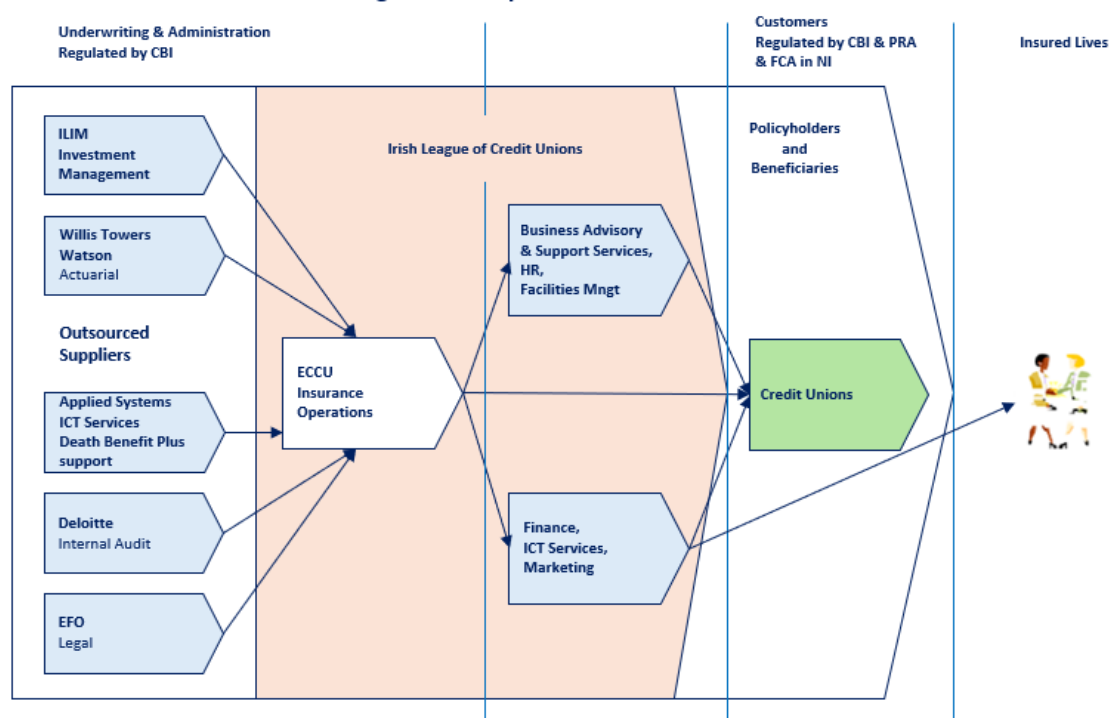 Underwriting & Administration
Regulated by CBI
Customers
Regulated by CBI & PRA
& FCA in NI
Insured Lives
ILIM
Investment
Management
Irish League of Credit Unions
Policyholders
and
Beneficiaries
Willis Towers
Watson
Actuarial
Business Advisory
& Support Services,
HR,
Facilities Mngt
Outsourced
Suppliers
ECCU
Insurance
Operations
Credit Unions
Applied Systems
ICT Services
Death Benefit Plus
support
Deloitte
Internal Audit
Finance,
ICT Services,
Marketing
EFO
Legal